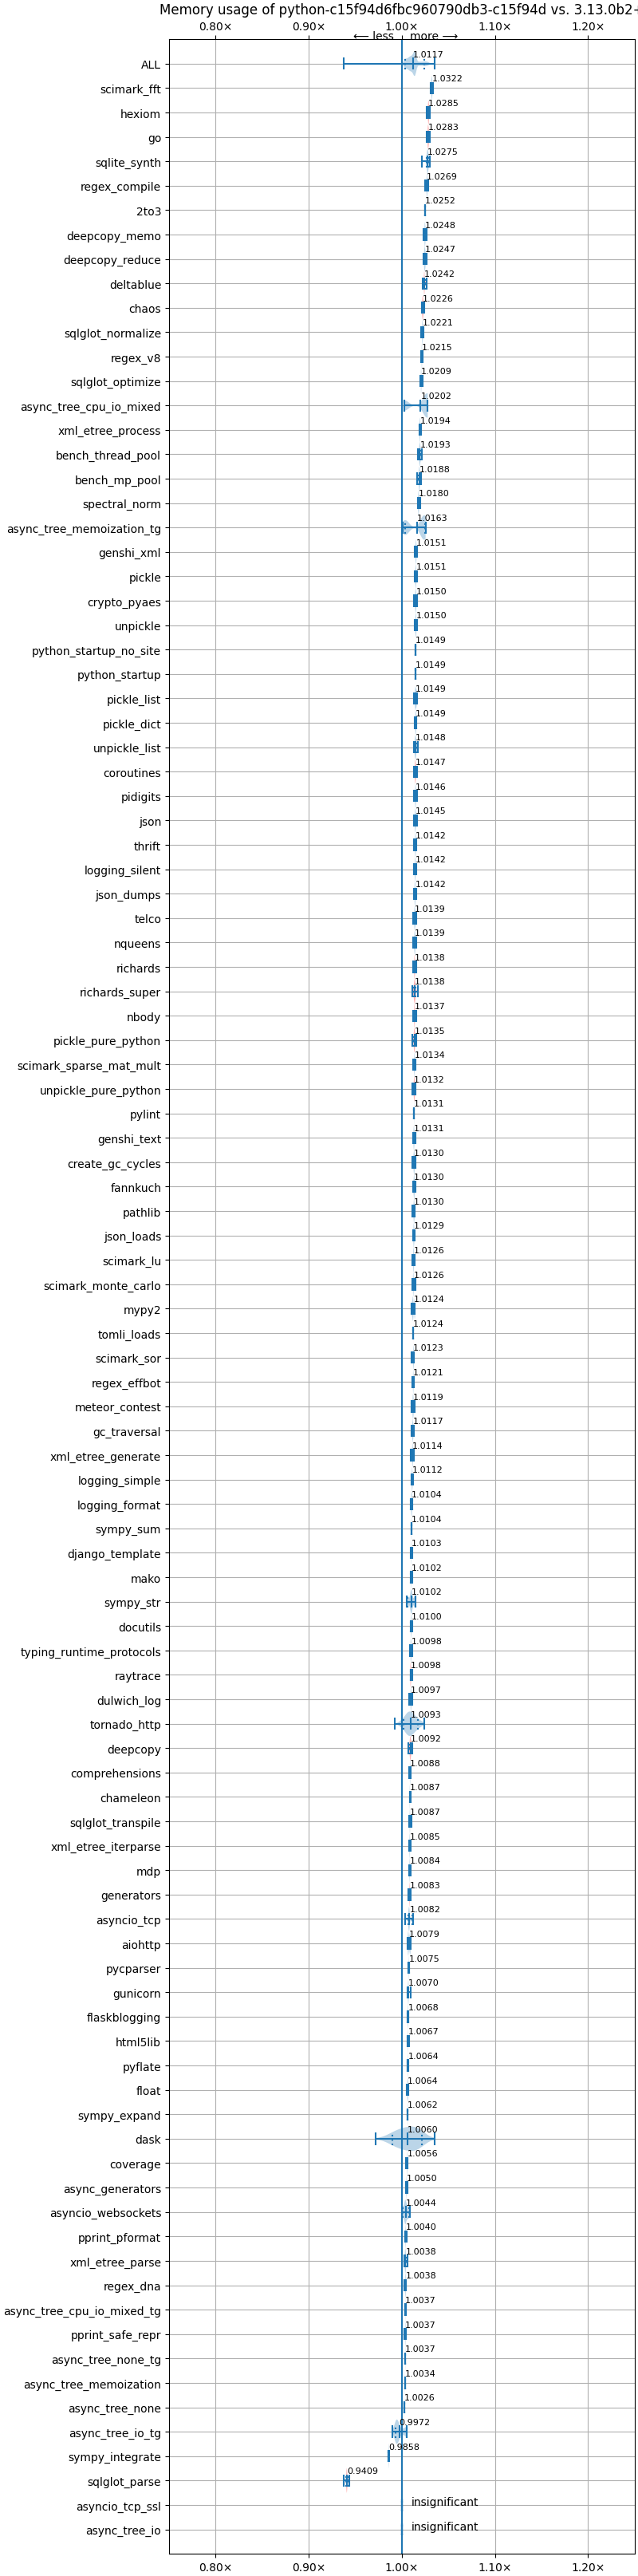 Memory usage of python-c15f94d6fbc960790db3-c15f94d vs. 3.13.0b2-
0.80× 0.90× 1.00× 1.10× 1.20×
⟵ less more ⟶
ALL 1.0117
scimark_fft 1.0322
hexiom 1.0285
go 1.0283
sqlite_synth 1.0275
regex_compile 1.0269
2to3 1.0252
deepcopy_memo 1.0248
deepcopy_reduce 1.0247
deltablue 1.0242
chaos 1.0226
sqlglot_normalize 1.0221
regex_v8 1.0215
sqlglot_optimize 1.0209
async_tree_cpu_io_mixed 1.0202
xml_etree_process 1.0194
bench_thread_pool 1.0193
bench_mp_pool 1.0188
spectral_norm 1.0180
async_tree_memoization_tg 1.0163
genshi_xml 1.0151
pickle 1.0151
crypto_pyaes 1.0150
unpickle 1.0150
python_startup_no_site 1.0149
python_startup 1.0149
pickle_list 1.0149
pickle_dict 1.0149
unpickle_list 1.0148
coroutines 1.0147
pidigits 1.0146
json 1.0145
thrift 1.0142
logging_silent 1.0142
json_dumps 1.0142
telco 1.0139
nqueens 1.0139
richards 1.0138
richards_super 1.0138
nbody 1.0137
pickle_pure_python 1.0135
scimark_sparse_mat_mult 1.0134
unpickle_pure_python 1.0132
pylint 1.0131
genshi_text 1.0131
create_gc_cycles 1.0130
fannkuch 1.0130
pathlib 1.0130
json_loads 1.0129
scimark_lu 1.0126
scimark_monte_carlo 1.0126
mypy2 1.0124
tomli_loads 1.0124
scimark_sor 1.0123
regex_effbot 1.0121
meteor_contest 1.0119
gc_traversal 1.0117
xml_etree_generate 1.0114
logging_simple 1.0112
logging_format 1.0104
sympy_sum 1.0104
django_template 1.0103
mako 1.0102
sympy_str 1.0102
docutils 1.0100
typing_runtime_protocols 1.0098
raytrace 1.0098
dulwich_log 1.0097
tornado_http 1.0093
deepcopy 1.0092
comprehensions 1.0088
chameleon 1.0087
sqlglot_transpile 1.0087
xml_etree_iterparse 1.0085
mdp 1.0084
generators 1.0083
asyncio_tcp 1.0082
aiohttp 1.0079
pycparser 1.0075
gunicorn 1.0070
flaskblogging 1.0068
html5lib 1.0067
pyflate 1.0064
float 1.0064
sympy_expand 1.0062
dask 1.0060
coverage 1.0056
async_generators 1.0050
asyncio_websockets 1.0044
pprint_pformat 1.0040
xml_etree_parse 1.0038
regex_dna 1.0038
async_tree_cpu_io_mixed_tg 1.0037
pprint_safe_repr 1.0037
async_tree_none_tg 1.0037
async_tree_memoization 1.0034
async_tree_none 1.0026
async_tree_io_tg 0.9972
sympy_integrate 0.9858
sqlglot_parse 0.9409
asyncio_tcp_ssl insignificant
async_tree_io insignificant
0.80× 0.90× 1.00× 1.10× 1.20×